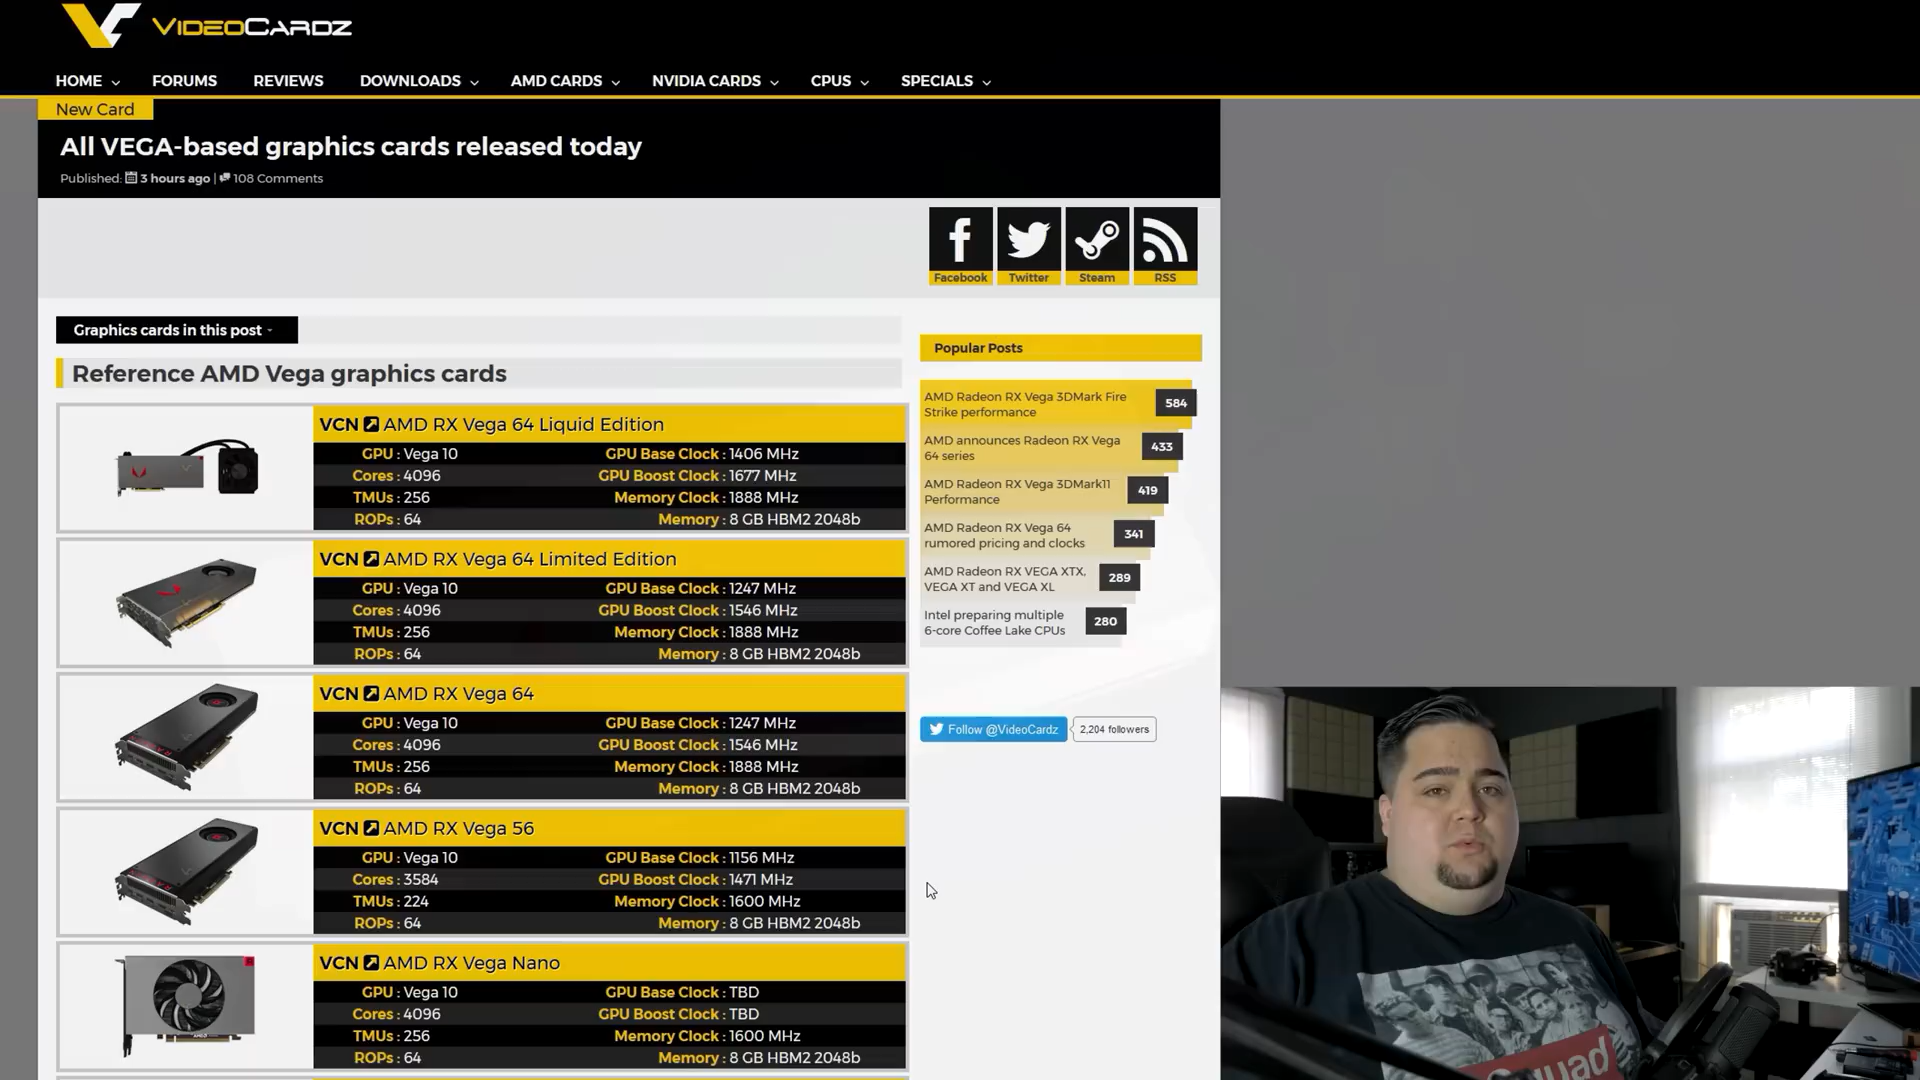 VIDEOCARDZ
HOME FORUMS REVIEWS DOWNLOADS AMD CARDS NVIDIA CARDS CPUS SPECIALS
New Card
All VEGA-based graphics cards released today
Published: 3 hours ago | 108 Comments
Facebook Twitter Steam RSS
Graphics cards in this post
Reference AMD Vega graphics cards
VCN AMD RX Vega 64 Liquid Edition
GPU : Vega 10 GPU Base Clock : 1406 MHz
Cores : 4096 GPU Boost Clock : 1677 MHz
TMUs : 256 Memory Clock : 1888 MHz
ROPs : 64 Memory : 8 GB HBM2 2048b
VCN AMD RX Vega 64 Limited Edition
GPU : Vega 10 GPU Base Clock : 1247 MHz
Cores : 4096 GPU Boost Clock : 1546 MHz
TMUs : 256 Memory Clock : 1888 MHz
ROPs : 64 Memory : 8 GB HBM2 2048b
VCN AMD RX Vega 64
GPU : Vega 10 GPU Base Clock : 1247 MHz
Cores : 4096 GPU Boost Clock : 1546 MHz
TMUs : 256 Memory Clock : 1888 MHz
ROPs : 64 Memory : 8 GB HBM2 2048b
VCN AMD RX Vega 56
GPU : Vega 10 GPU Base Clock : 1156 MHz
Cores : 3584 GPU Boost Clock : 1471 MHz
TMUs : 224 Memory Clock : 1600 MHz
ROPs : 64 Memory : 8 GB HBM2 2048b
VCN AMD RX Vega Nano
GPU : Vega 10 GPU Base Clock : TBD
Cores : 4096 GPU Boost Clock : TBD
TMUs : 256 Memory Clock : 1600 MHz
ROPs : 64 Memory : 8 GB HBM2 2048b
Popular Posts
AMD Radeon RX Vega 3DMark Fire
Strike performance
584
AMD announces Radeon RX Vega
64 series
433
AMD Radeon RX Vega 3DMark11
Performance
419
AMD Radeon RX Vega 64
rumored pricing and clocks
341
AMD Radeon RX VEGA XTX,
VEGA XT and VEGA XL
289
Intel preparing multiple
6-core Coffee Lake CPUs
280
Follow @VideoCardz 2,204 followers